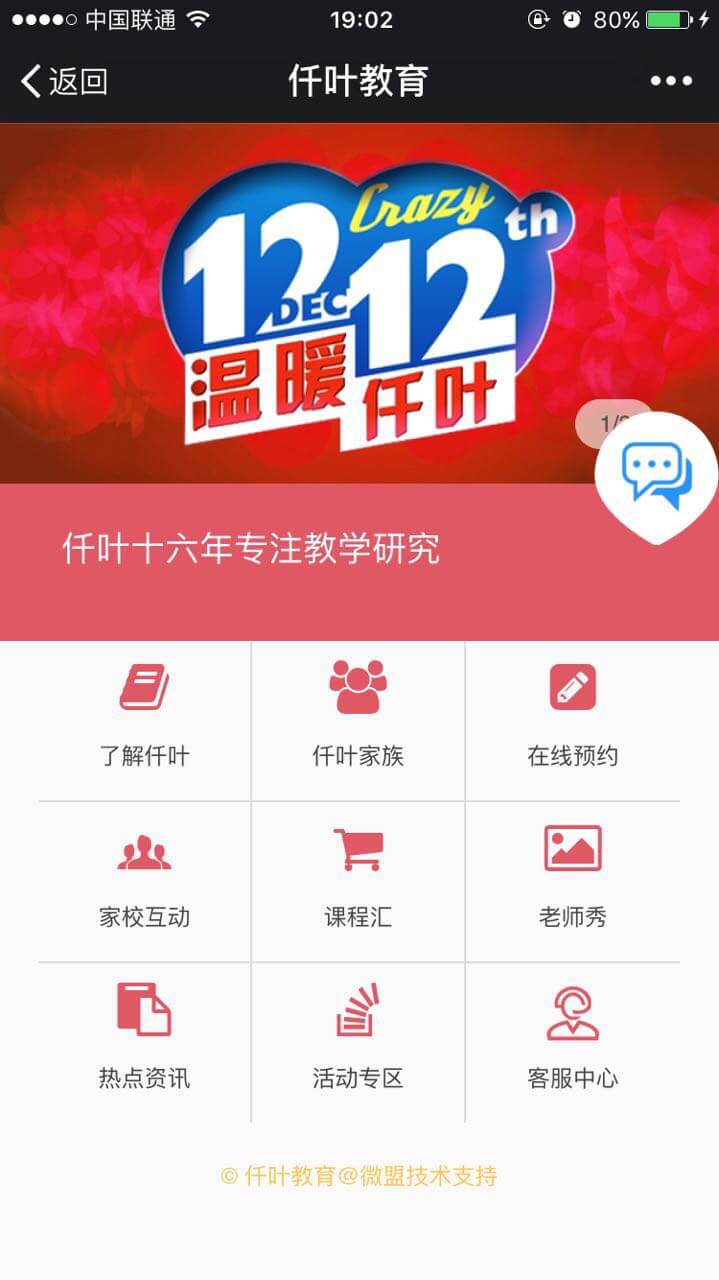 中国联通 19:02 80%
返回 仟叶教育
Crazy
12 12th
DEC
温暖仟叶
1/
仟叶十六年专注教学研究
了解仟叶 仟叶家族 在线预约
家校互动 课程汇 老师秀
热点资讯 活动专区 客服中心
© 仟叶教育@微盟技术支持